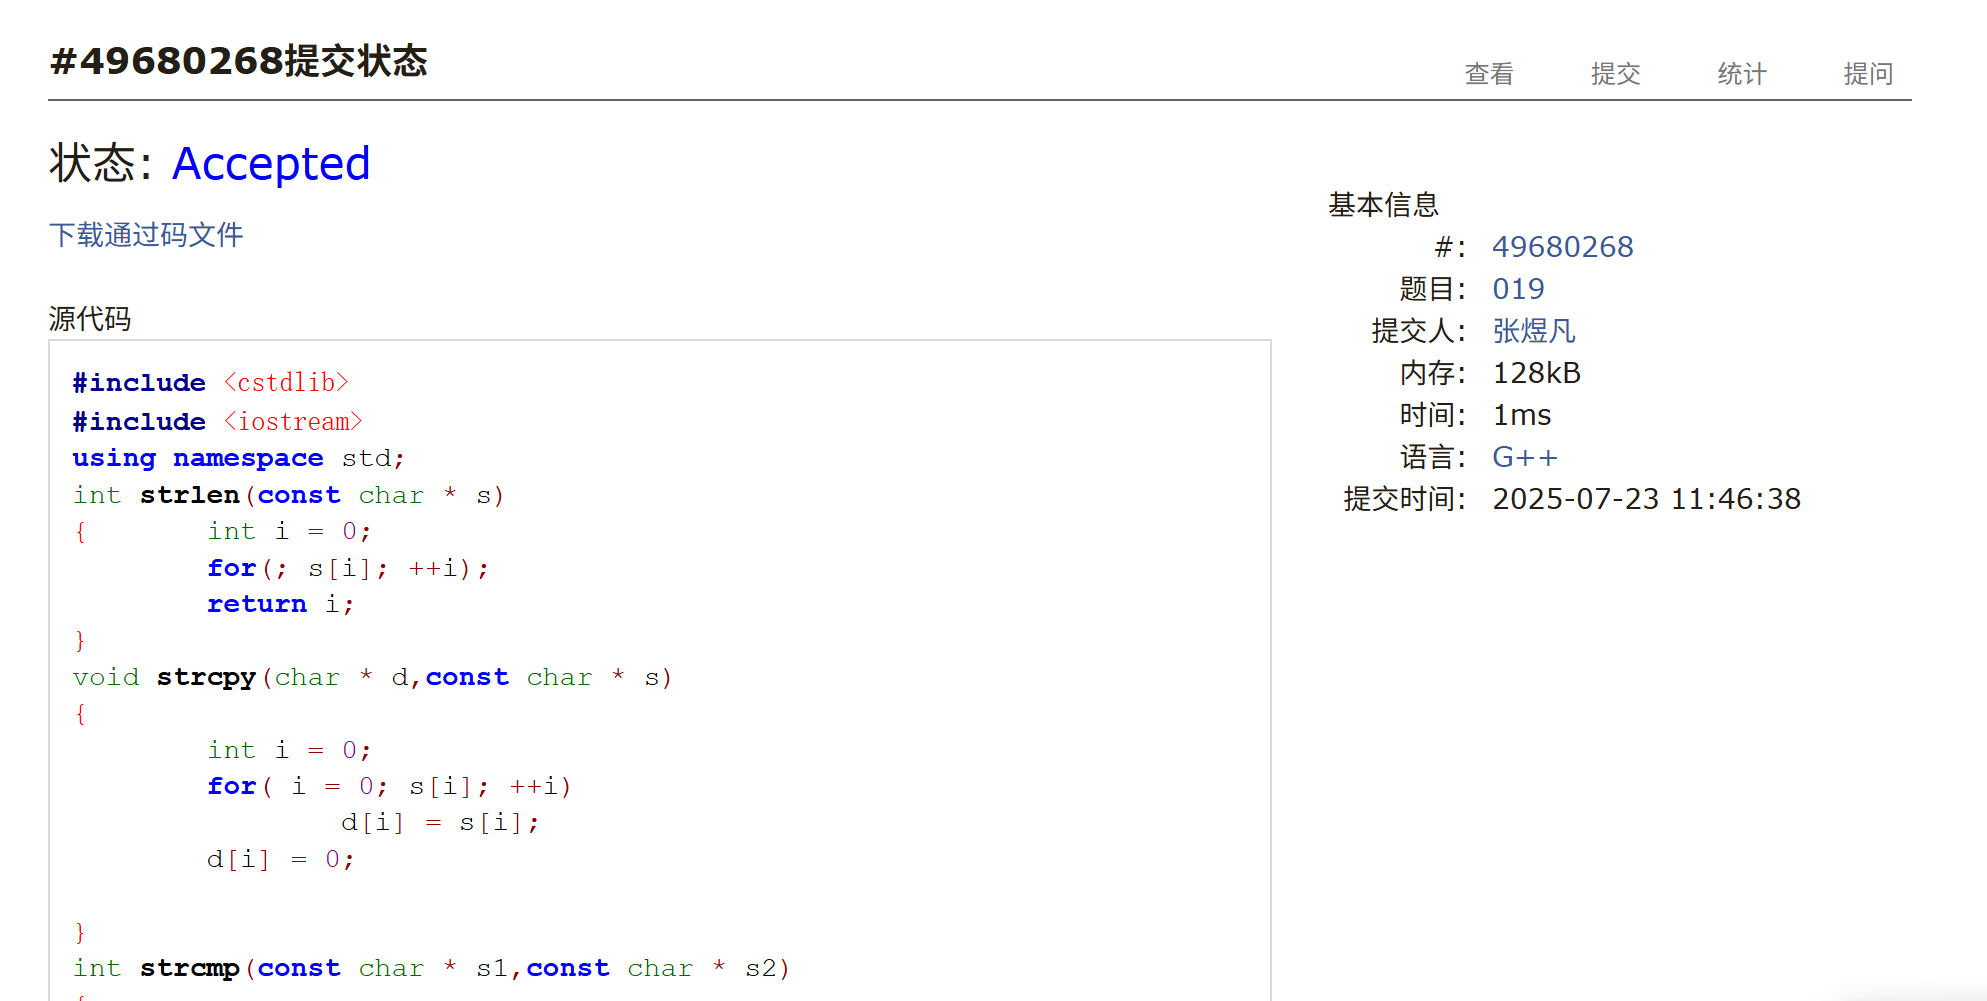 #49680268提交状态
查看 提交 统计 提问
状态: Accepted
下载通过码文件
源代码
#include <cstdlib>
#include <iostream>
using namespace std;
int strlen(const char * s)
{ int i = 0;
for(; s[i]; ++i);
return i;
}
void strcpy(char * d,const char * s)
{
int i = 0;
for( i = 0; s[i]; ++i)
d[i] = s[i];
d[i] = 0;
}
int strcmp(const char * s1,const char * s2)
{
基本信息
#: 49680268
题目: 019
提交人: 张煜凡
内存: 128kB
时间: 1ms
语言: G++
提交时间: 2025-07-23 11:46:38